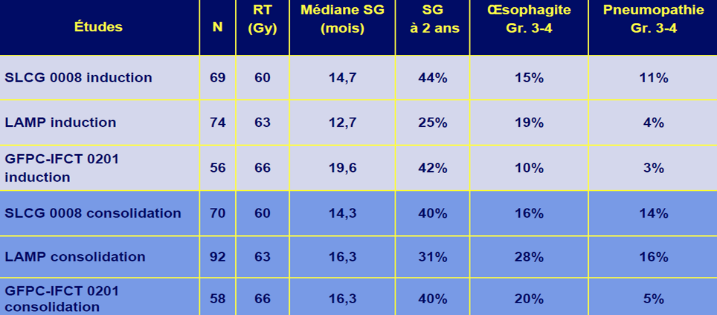 Études N RT (Gy) Médiane SG (mois) SG à 2 ans Œsophagite Gr. 3-4 Pneumopathie Gr. 3-4
SLCG 0008 induction 69 60 14,7 44% 15% 11%
LAMP induction 74 63 12,7 25% 19% 4%
GFPC-IFCT 0201 induction 56 66 19,6 42% 10% 3%
SLCG 0008 consolidation 70 60 14,3 40% 16% 14%
LAMP consolidation 92 63 16,3 31% 28% 16%
GFPC-IFCT 0201 consolidation 58 66 16,3 40% 20% 5%